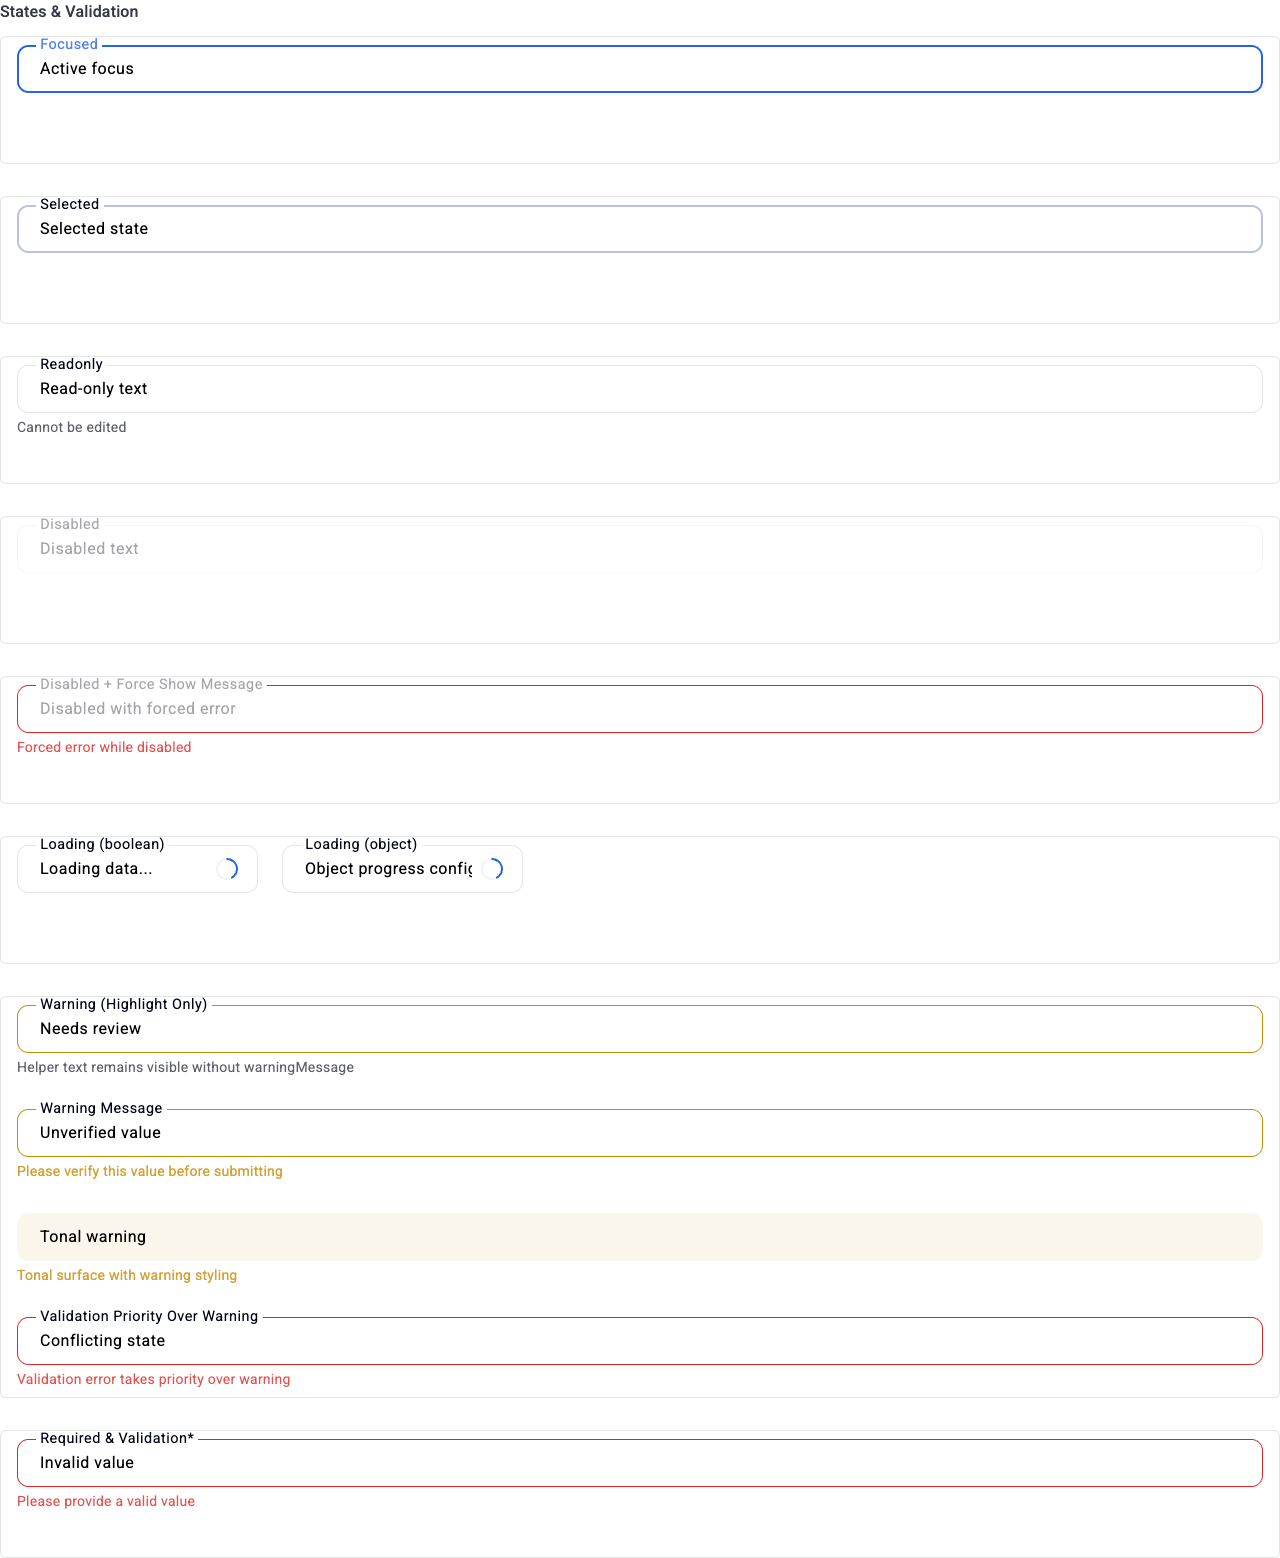 States & Validation
Focused
Active focus
Selected
Selected state
Readonly
Read-only text
Cannot be edited
Disabled
Disabled text
Disabled + Force Show Message
Disabled with forced error
Forced error while disabled
Loading (boolean)
Loading data...
Loading (object)
Object progress config
Warning (Highlight Only)
Needs review
Helper text remains visible without warningMessage
Warning Message
Unverified value
Please verify this value before submitting
Tonal warning
Tonal surface with warning styling
Validation Priority Over Warning
Conflicting state
Validation error takes priority over warning
Required & Validation*
Invalid value
Please provide a valid value